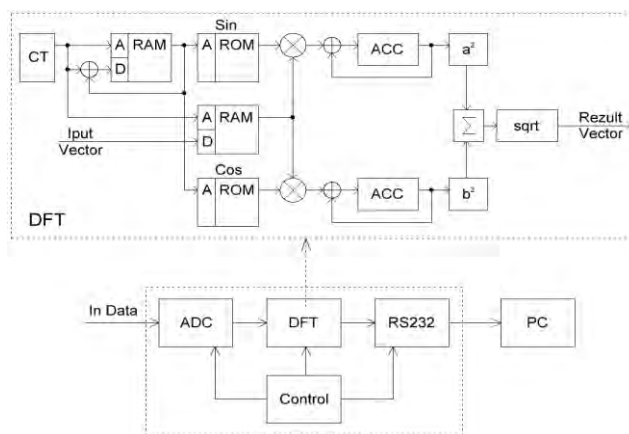 Sin
CT
A
D
RAM
A
ROM
ACC
a²
Iput
Vector
A
D
RAM
Σ
sqrt
Rezult
Vector
Cos
A
ROM
ACC
b²
DFT
In Data
ADC
DFT
RS232
PC
Control